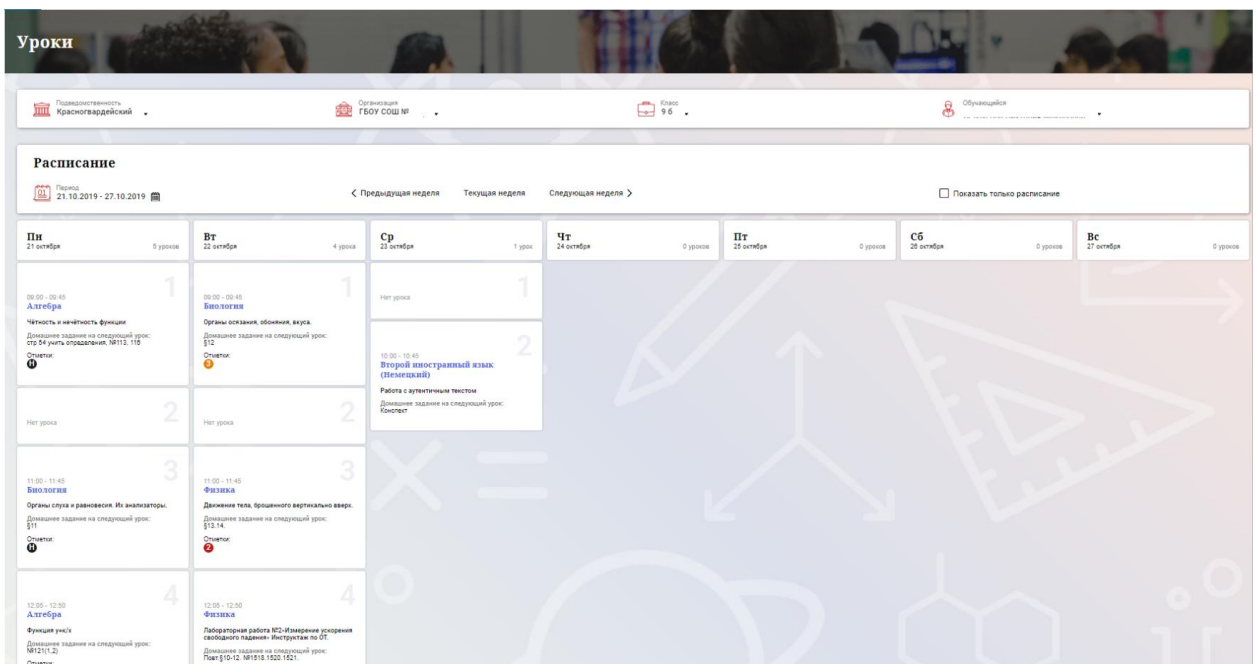 Уроки
Подведомственность
Красногвардейский
Организация
ГБОУ СОШ №
Класс
9 б
Обучающийся
Расписание
01
Период
21.10.2019 - 27.10.2019
Предыдущая неделя
Текущая неделя
Следующая неделя
Показать только расписание
Пн
21 октября
5 уроков
Вт
22 октября
4 урока
Ср
23 октября
1 урок
Чт
24 октября
0 уроков
Пт
25 октября
0 уроков
Сб
26 октября
0 уроков
Вс
27 октября
0 уроков
1
09:00 - 09:45
Алгебра
Чётность и нечётность функции
Домашнее задание на следующий урок:
стр 54 учить определения, №113, 116
Отметки:
Н
2
Нет урока
3
11:00 - 11:45
Биология
Органы слуха и равновесия. Их анализаторы.
Домашнее задание на следующий урок:
§11
Отметки:
Н
4
12:05 - 12:50
Алгебра
Функция y=к/х
Домашнее задание на следующий урок:
№121(1,2)
Отметки:
1
09:00 - 09:45
Биология
Органы осязания, обоняния, вкуса.
Домашнее задание на следующий урок:
§12
Отметки:
3
2
Нет урока
3
11:00 - 11:45
Физика
Движение тела, брошенного вертикально вверх.
Домашнее задание на следующий урок:
§13.14.
Отметки:
2
4
12:05 - 12:50
Физика
Лабораторная работа №2«Измерение ускорения
свободного падения» Инструктаж по ОТ.
Домашнее задание на следующий урок:
Повт.§10-12. №1518.1520.1521.
1
Нет урока
2
10:00 - 10:45
Второй иностранный язык
(Немецкий)
Работа с аутентичным текстом
Домашнее задание на следующий урок:
Конспект